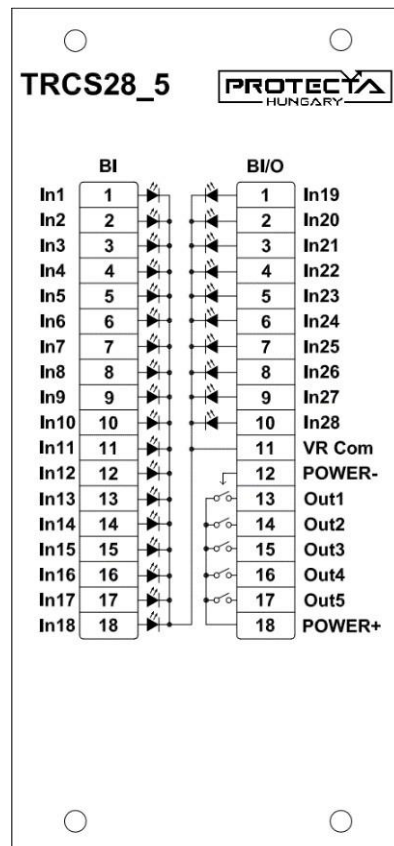 TRCS28_5 PROTECTA
HUNGARY
BI BI/O
In1 1 1 In19
In2 2 2 In20
In3 3 3 In21
In4 4 4 In22
In5 5 5 In23
In6 6 6 In24
In7 7 7 In25
In8 8 8 In26
In9 9 9 In27
In10 10 10 In28
In11 11 11 VR Com
In12 12 12 POWER-
In13 13 13 Out1
In14 14 14 Out2
In15 15 15 Out3
In16 16 16 Out4
In17 17 17 Out5
In18 18 18 POWER+